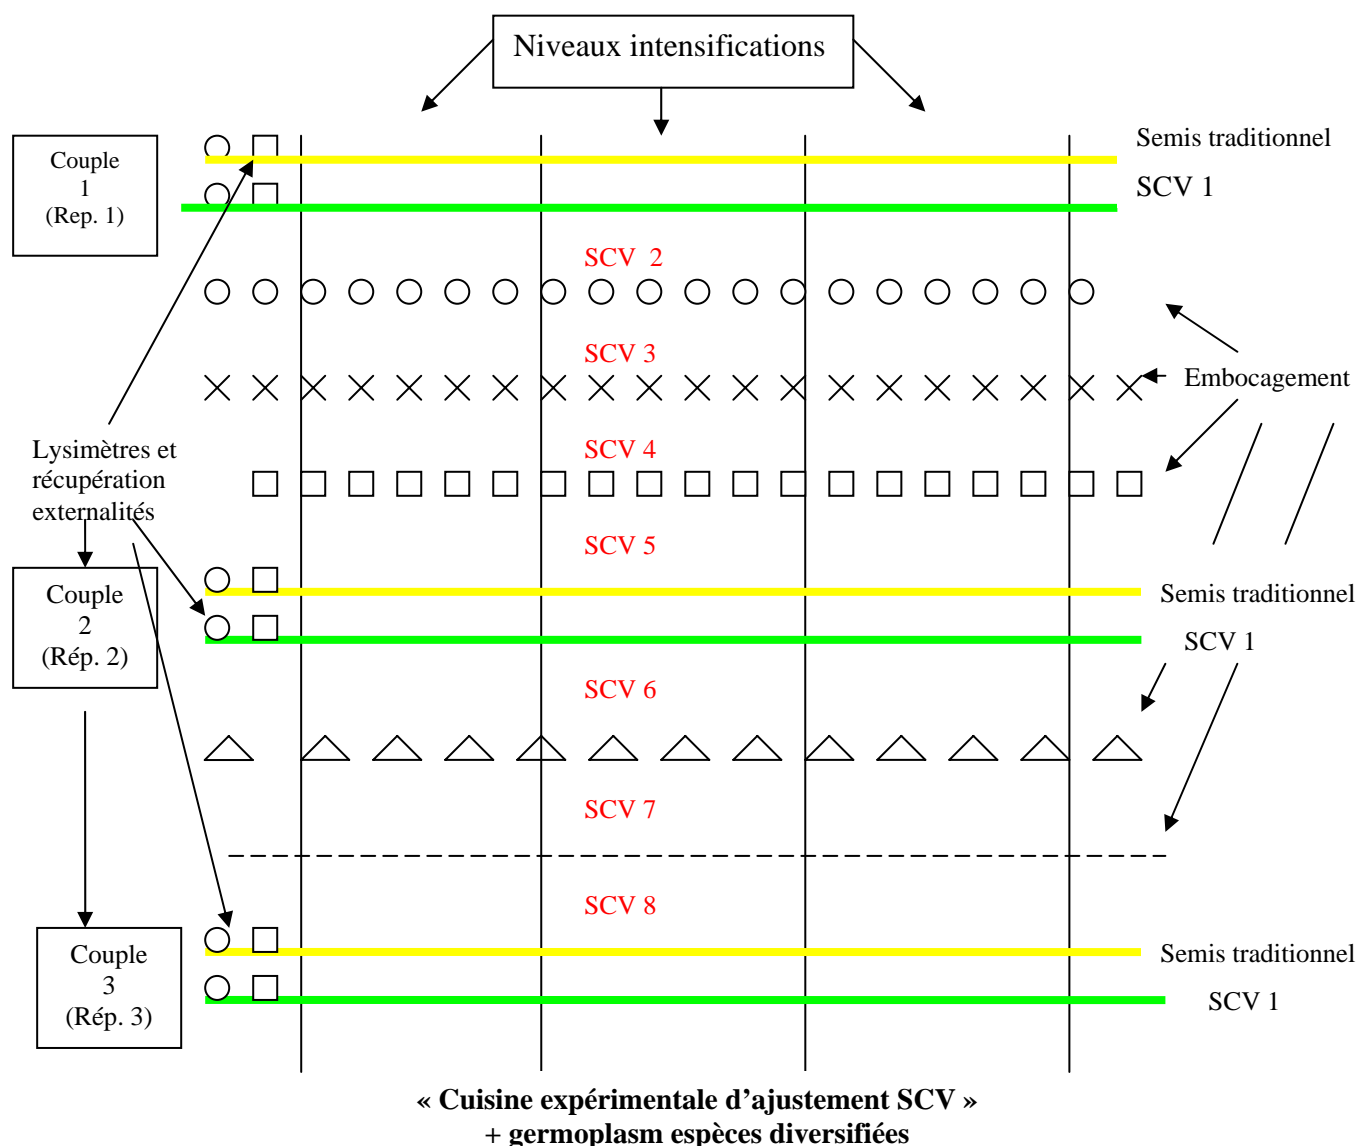 Niveaux intensifications
Couple
1
(Rep. 1)
Semis traditionnel
SCV 1
SCV 2
SCV 3
Embocagement
SCV 4
Lysimètres et
récupération
externalités
SCV 5
Couple
2
(Rép. 2)
Semis traditionnel
SCV 1
SCV 6
SCV 7
SCV 8
Couple
3
(Rép. 3)
Semis traditionnel
SCV 1
« Cuisine expérimentale d’ajustement SCV »
+ germoplasm espèces diversifiées